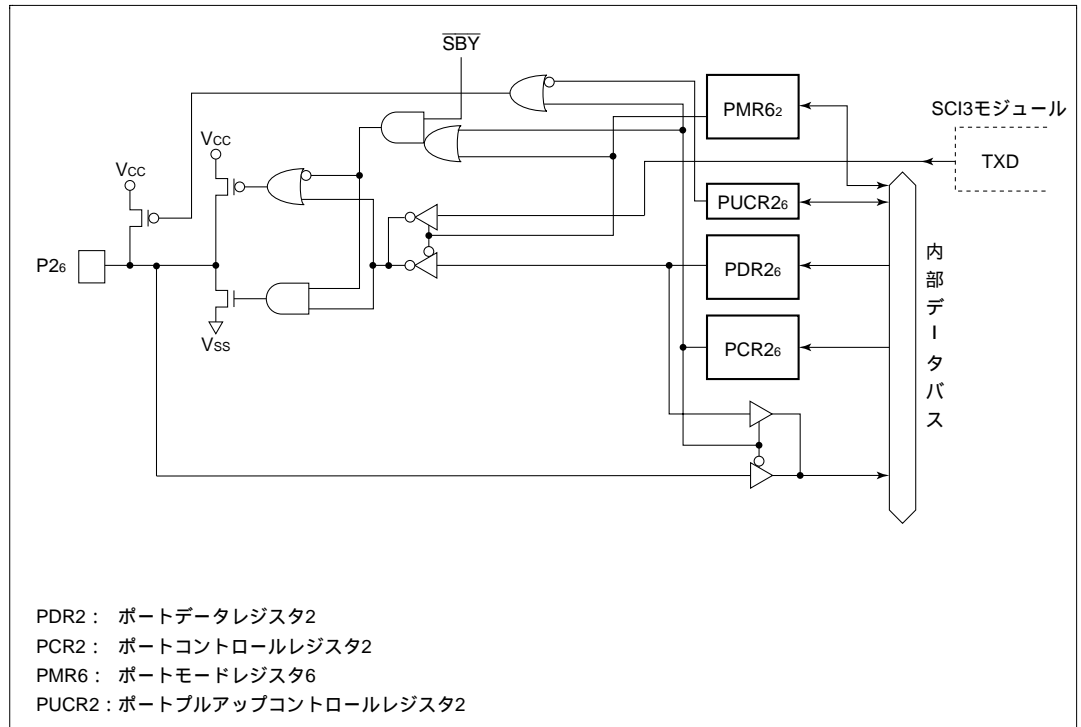 SBY
PMR62
SCI3モジュール
TXD
VCC
VCC
PUCR26
P26
PDR26
内部データバス
VSS
PCR26
PDR2： ポートデータレジスタ2
PCR2： ポートコントロールレジスタ2
PMR6： ポートモードレジスタ6
PUCR2：ポートプルアップコントロールレジスタ2